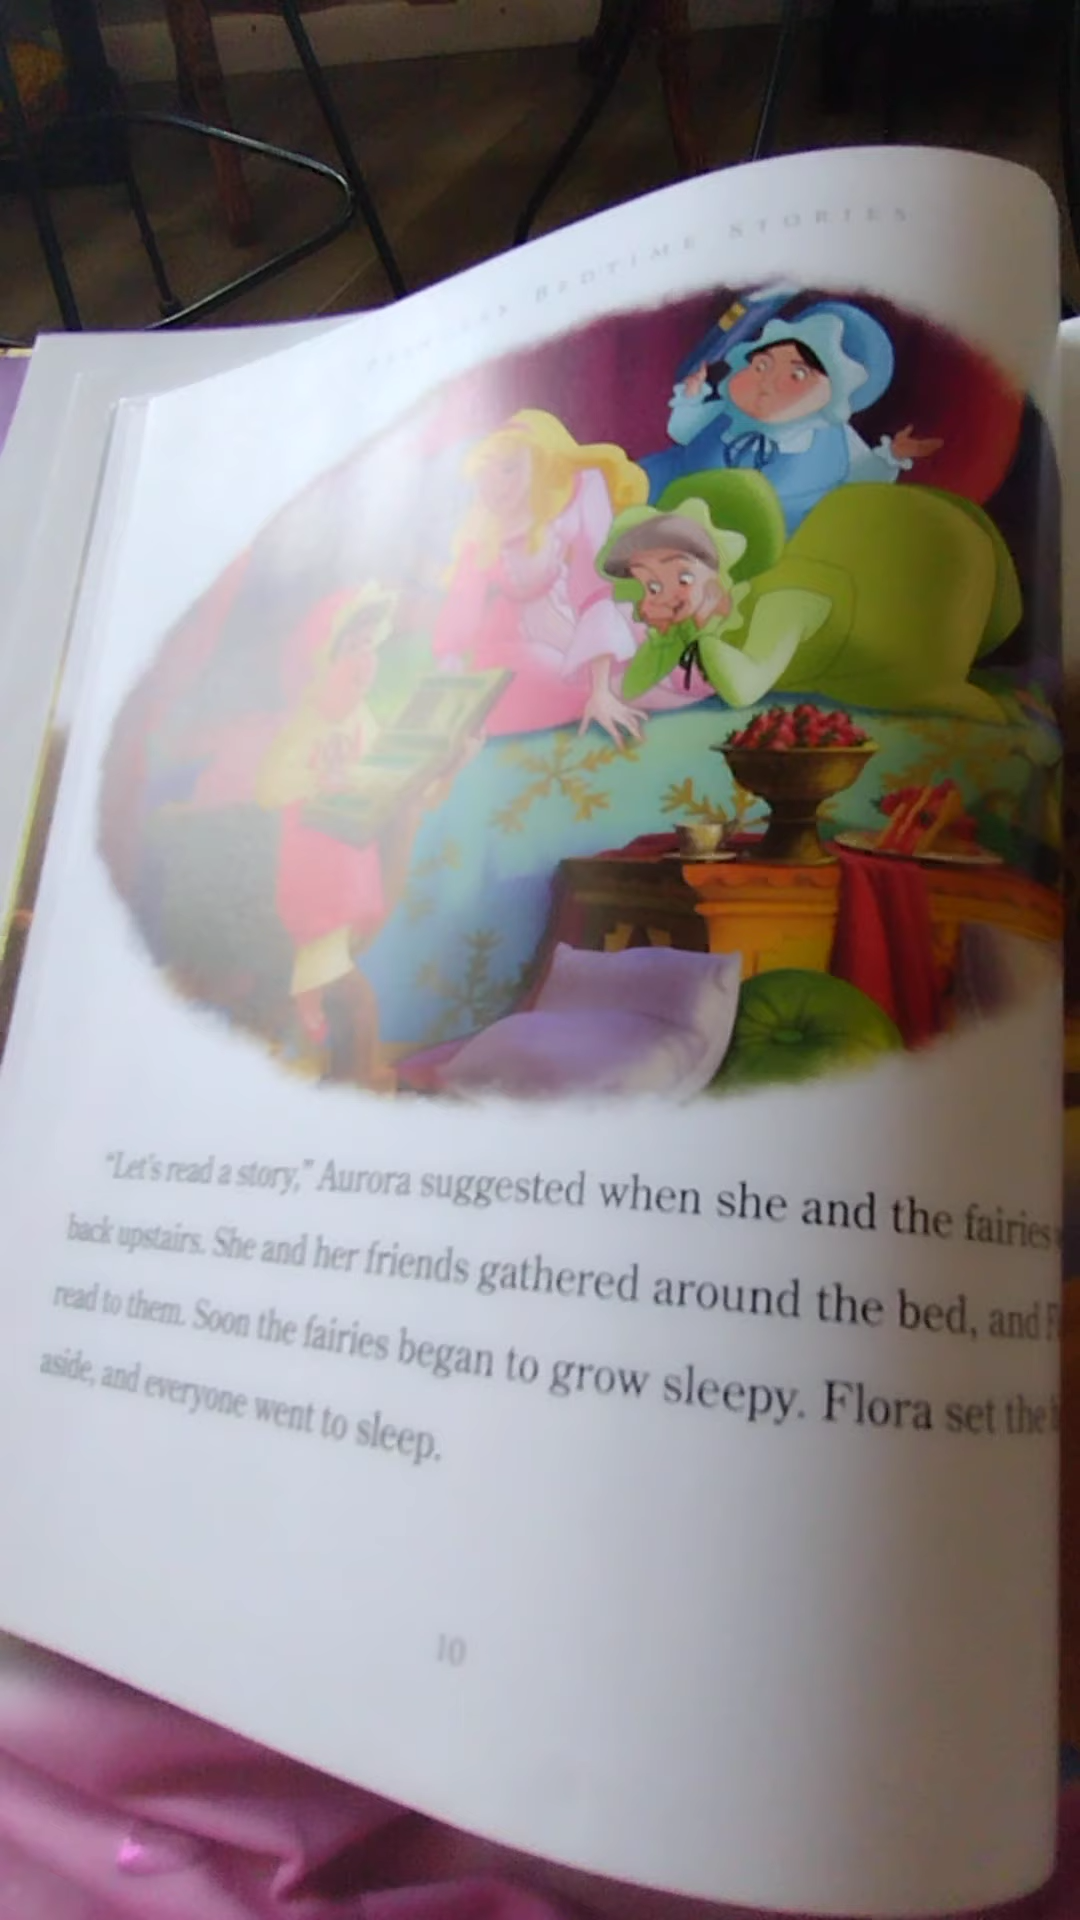 BEDTIME STORIES
“Let’s read a story,” Aurora suggested when she and the fairies
back upstairs. She and her friends gathered around the bed, and
read to them. Soon the fairies began to grow sleepy. Flora set the
aside, and everyone went to sleep.
10